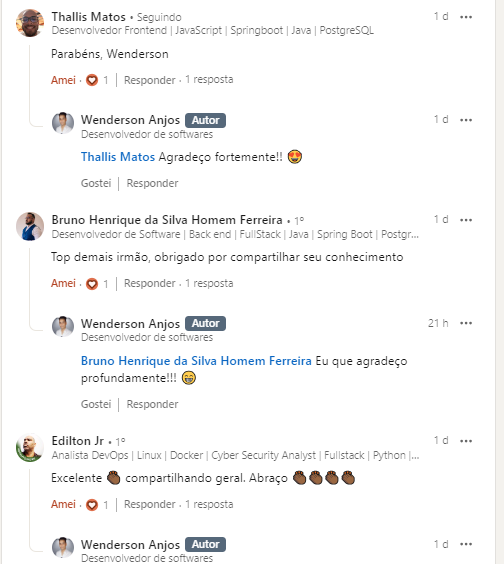 Thallis Matos • Seguindo
1 d
Desenvolvedor Frontend | JavaScript | Springboot | Java | PostgreSQL
Parabéns, Wenderson
Amei · 1 | Responder · 1 resposta
Wenderson Anjos Autor
1 d
Desenvolvedor de softwares
Thallis Matos Agradeço fortemente!! 🤩
Gostei | Responder
Bruno Henrique da Silva Homem Ferreira • 1º
1 d
Desenvolvedor de Software | Back end | FullStack | Java | Spring Boot | Postgr...
Top demais irmão, obrigado por compartilhar seu conhecimento
Amei · 1 | Responder · 1 resposta
Wenderson Anjos Autor
21 h
Desenvolvedor de softwares
Bruno Henrique da Silva Homem Ferreira Eu que agradeço
profundamente!!! 😁
Gostei | Responder
Edilton Jr • 1º
1 d
Analista DevOps | Linux | Docker | Cyber Security Analyst | Fullstack | Python |...
Excelente 👏🏾 compartilhando geral. Abraço 👏🏾👏🏾👏🏾👏🏾
Amei · 1 | Responder · 1 resposta
Wenderson Anjos Autor
1 d
Desenvolvedor de softwares